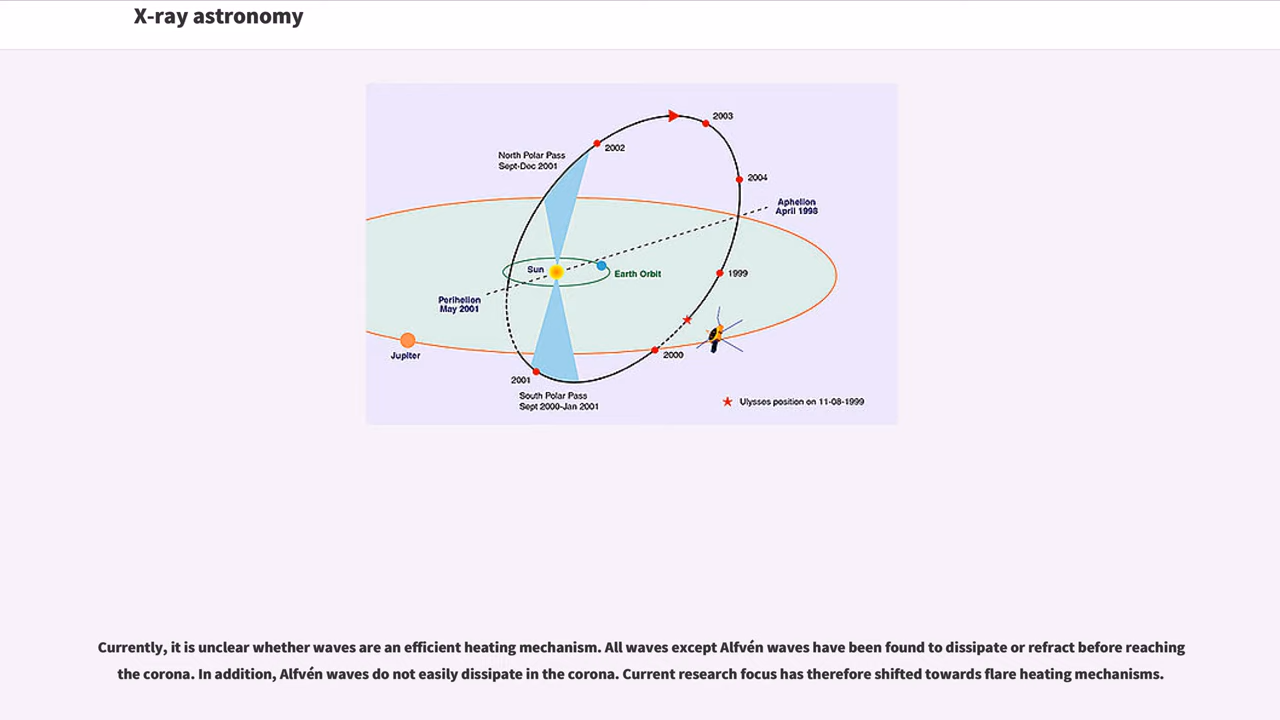 X-ray astronomy
2003
2002
North Polar Pass
Sept-Dec 2001
2004
Aphelion
April 1998
Sun
Earth Orbit
1999
Perihelion
May 2001
Jupiter
2000
2001
South Polar Pass
Sept 2000-Jan 2001
Ulysses position on 11-08-1999
Currently, it is unclear whether waves are an efficient heating mechanism. All waves except Alfvén waves have been found to dissipate or refract before reaching
the corona. In addition, Alfvén waves do not easily dissipate in the corona. Current research focus has therefore shifted towards flare heating mechanisms.